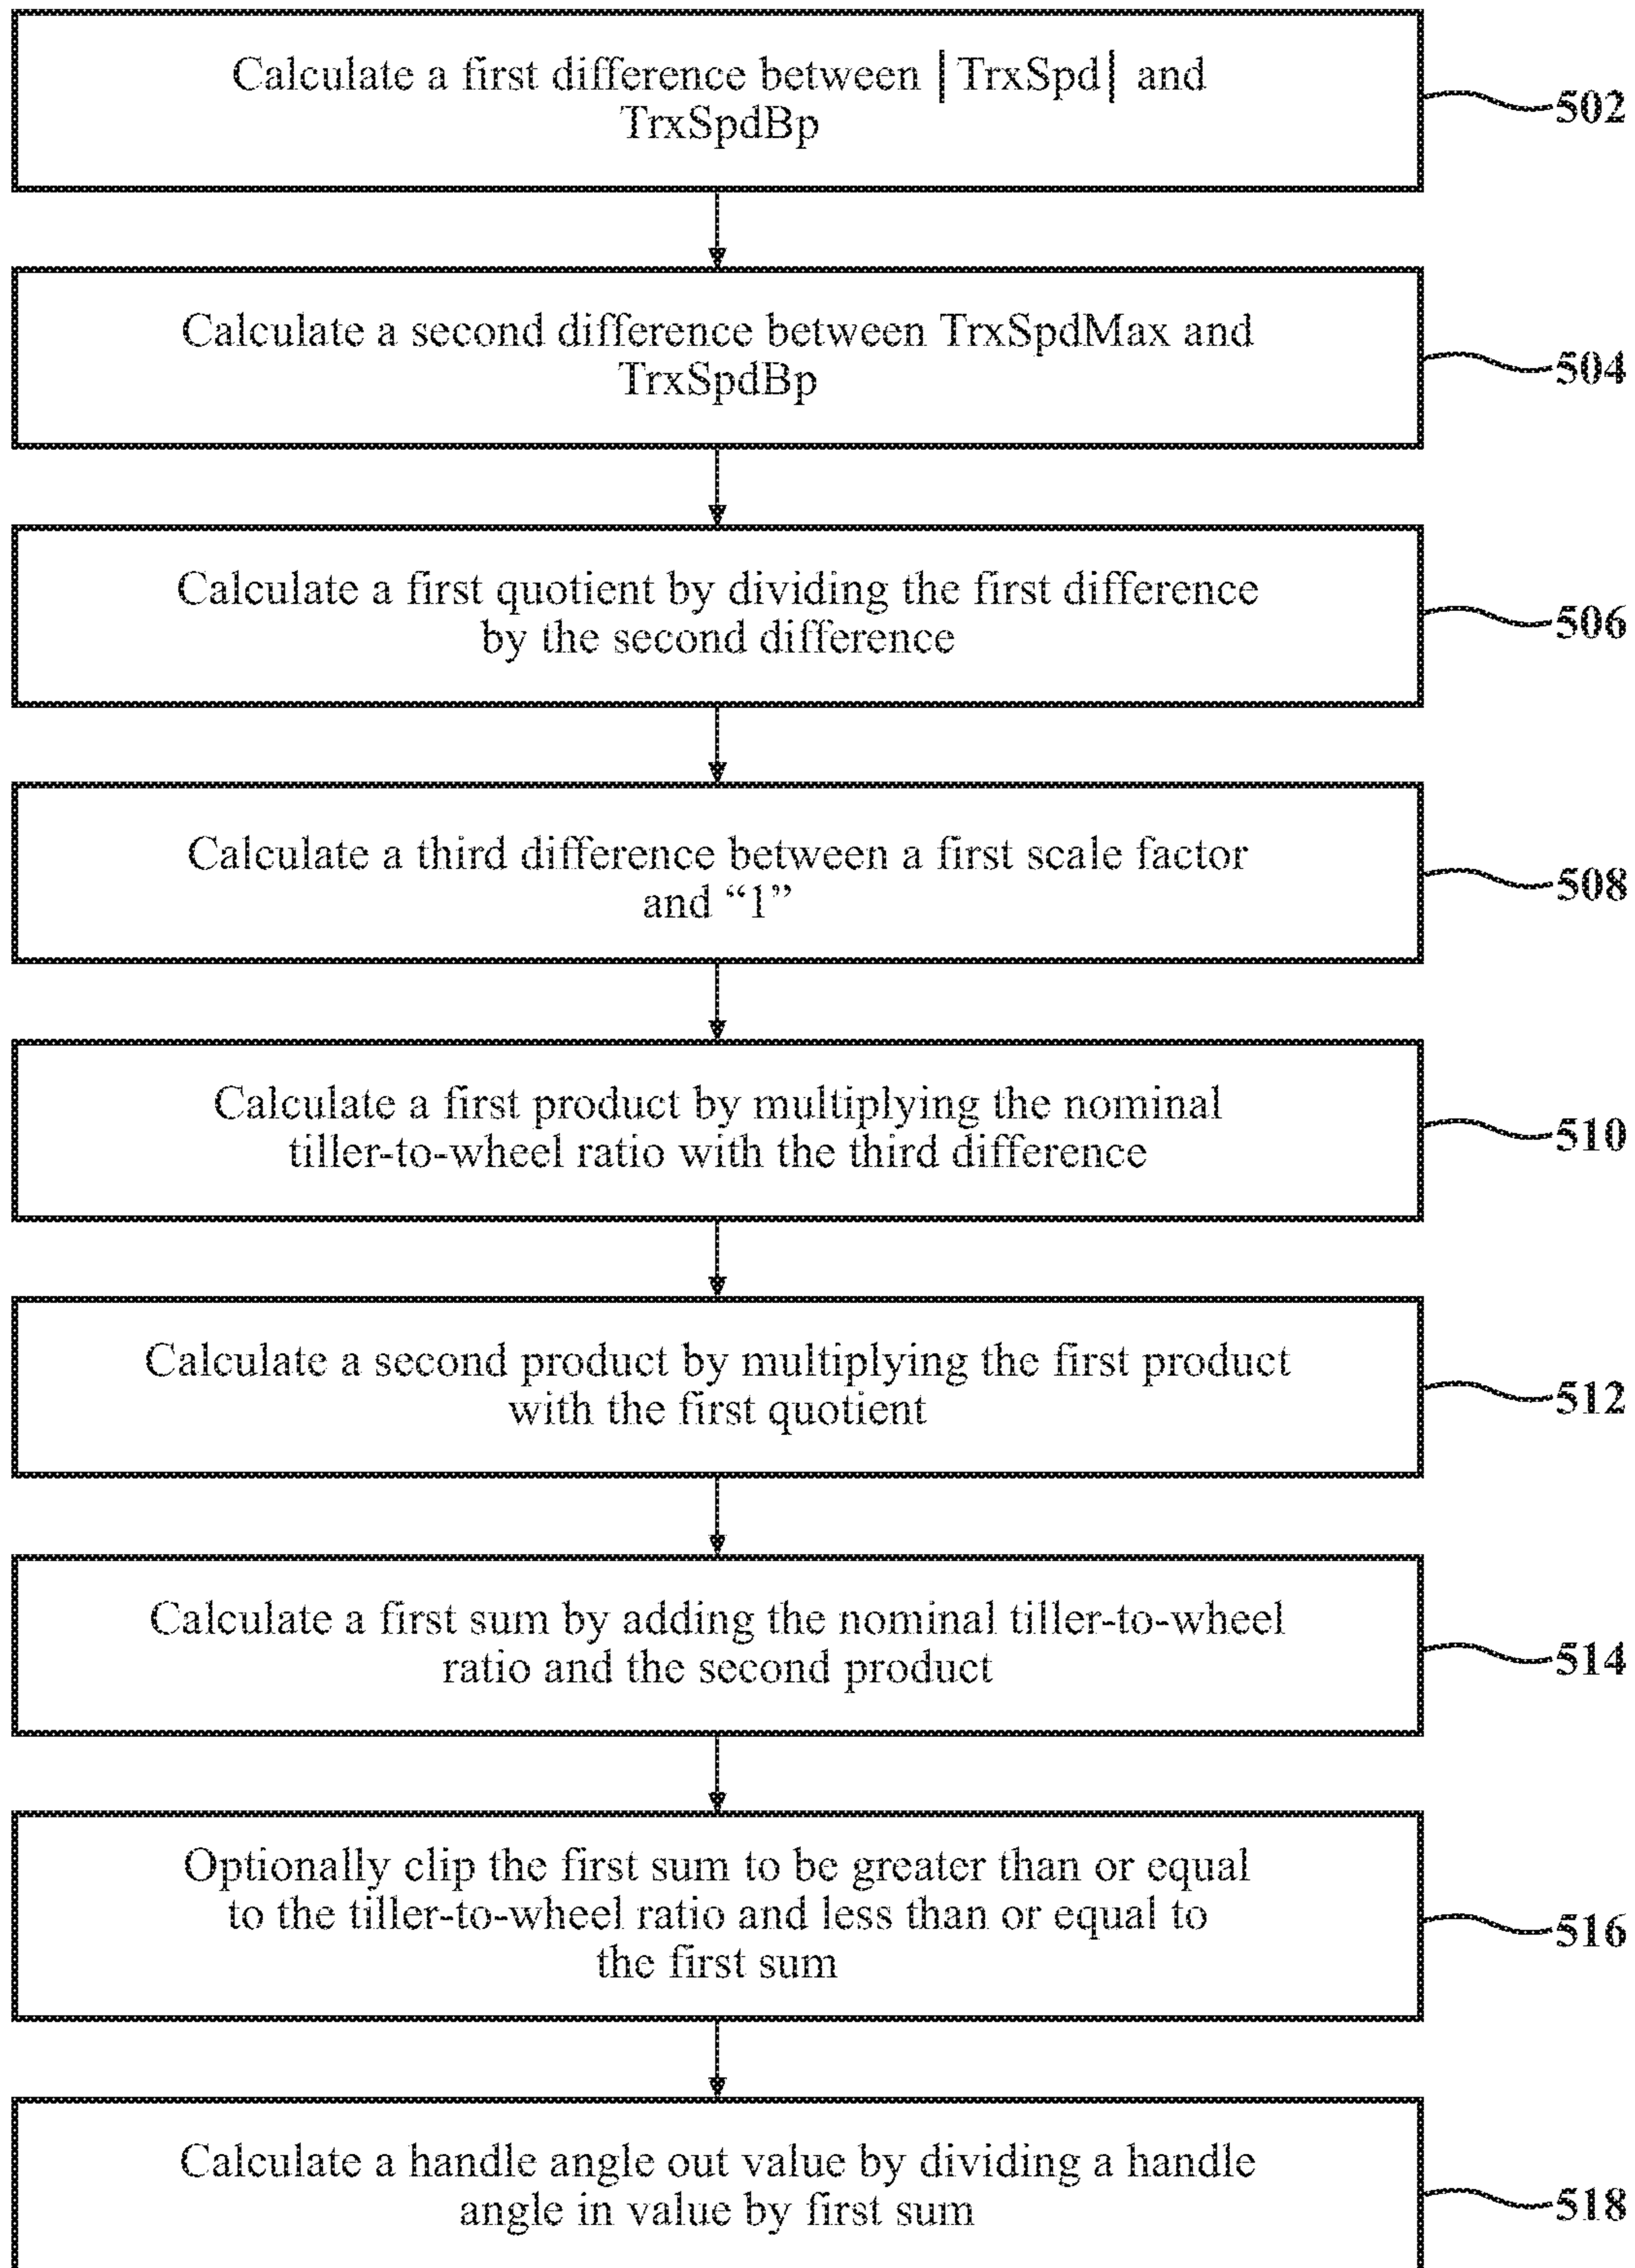 Calculate a first difference between |TrxSpd| and
TrxSpdBp
502
Calculate a second difference between TrxSpdMax and
TrxSpdBp
504
Calculate a first quotient by dividing the first difference
by the second difference
506
Calculate a third difference between a first scale factor
and “1”
508
Calculate a first product by multiplying the nominal
tiller-to-wheel ratio with the third difference
510
Calculate a second product by multiplying the first product
with the first quotient
512
Calculate a first sum by adding the nominal tiller-to-wheel
ratio and the second product
514
Optionally clip the first sum to be greater than or equal
to the tiller-to-wheel ratio and less than or equal to
the first sum
516
Calculate a handle angle out value by dividing a handle
angle in value by first sum
518